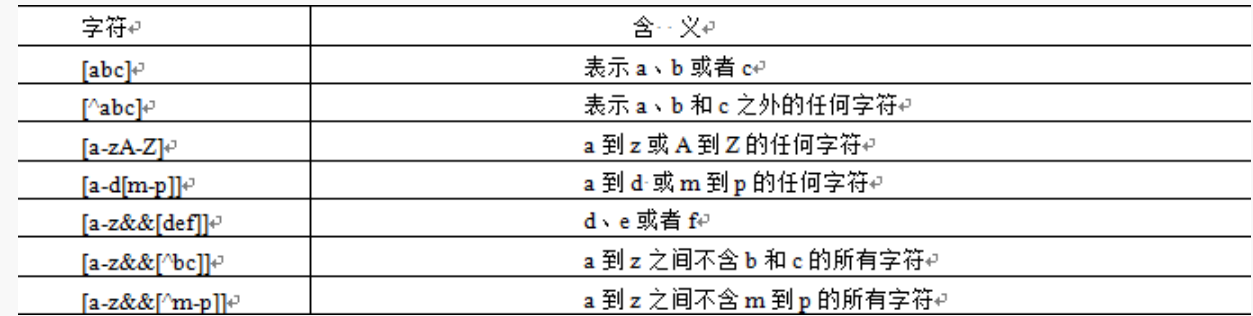 字符 含 义
[abc] 表示 a、b 或者 c
[^abc] 表示 a、b 和 c 之外的任何字符
[a-zA-Z] a 到 z 或 A 到 Z 的任何字符
[a-d[m-p]] a 到 d 或 m 到 p 的任何字符
[a-z&&[def]] d、e 或者 f
[a-z&&[^bc]] a 到 z 之间不含 b 和 c 的所有字符
[a-z&&[^m-p]] a 到 z 之间不含 m 到 p 的所有字符